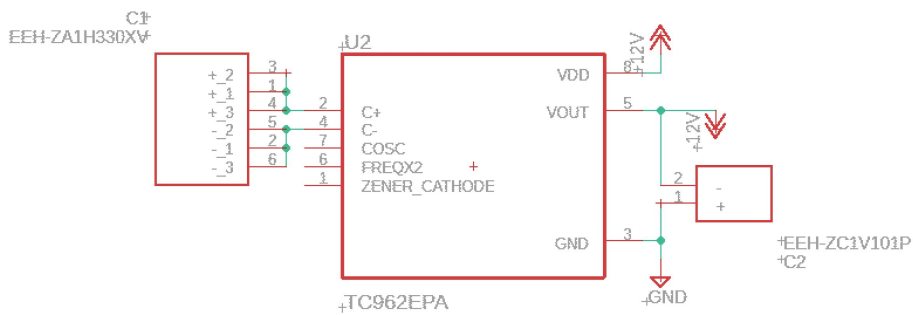 C1
EEH-ZA1H330XV
U2
+12V
+_2 3
+_1 1
+_3 4
-_2 5
-_1 2
-_3 6
2 C+
4 C-
7 COSC
6 FREQX2
1 ZENER_CATHODE
VDD 8
VOUT 5
GND 3
12V
2 -
1 +
EEH-ZC1V101P
C2
GND
TC962EPA